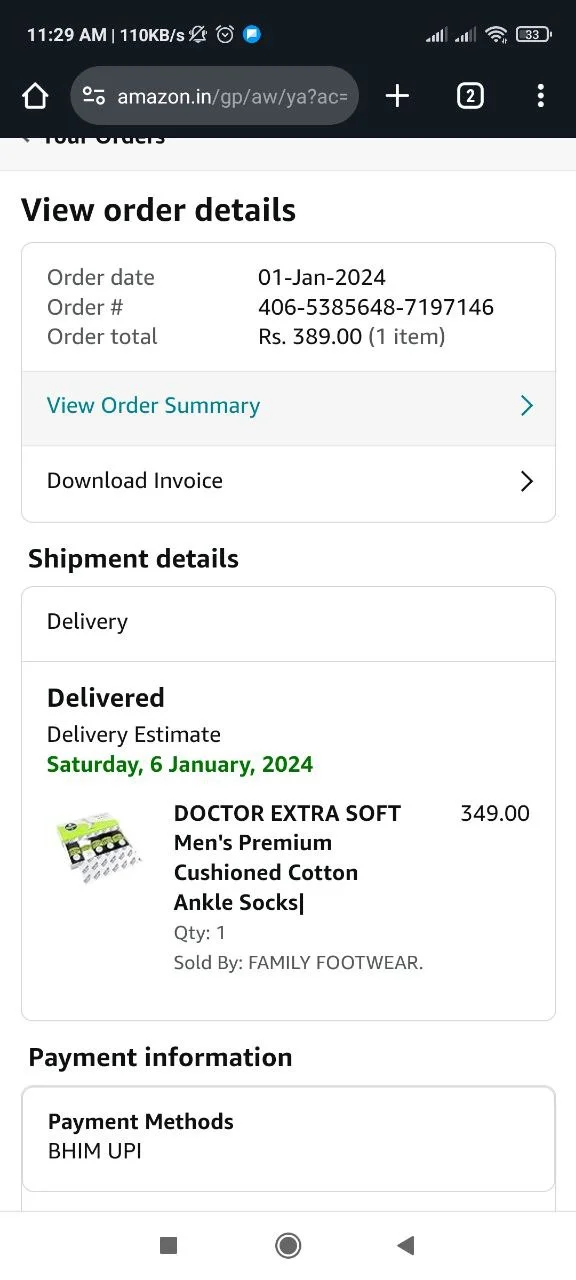 11:29 AM | 110KB/s
33
amazon.in/gp/aw/ya?ac=
2
Your Orders
View order details
Order date 01-Jan-2024
Order # 406-5385648-7197146
Order total Rs. 389.00 (1 item)
View Order Summary
Download Invoice
Shipment details
Delivery
Delivered
Delivery Estimate
Saturday, 6 January, 2024
DOCTOR EXTRA SOFT 349.00
Men's Premium
Cushioned Cotton
Ankle Socks|
Qty: 1
Sold By: FAMILY FOOTWEAR.
Payment information
Payment Methods
BHIM UPI